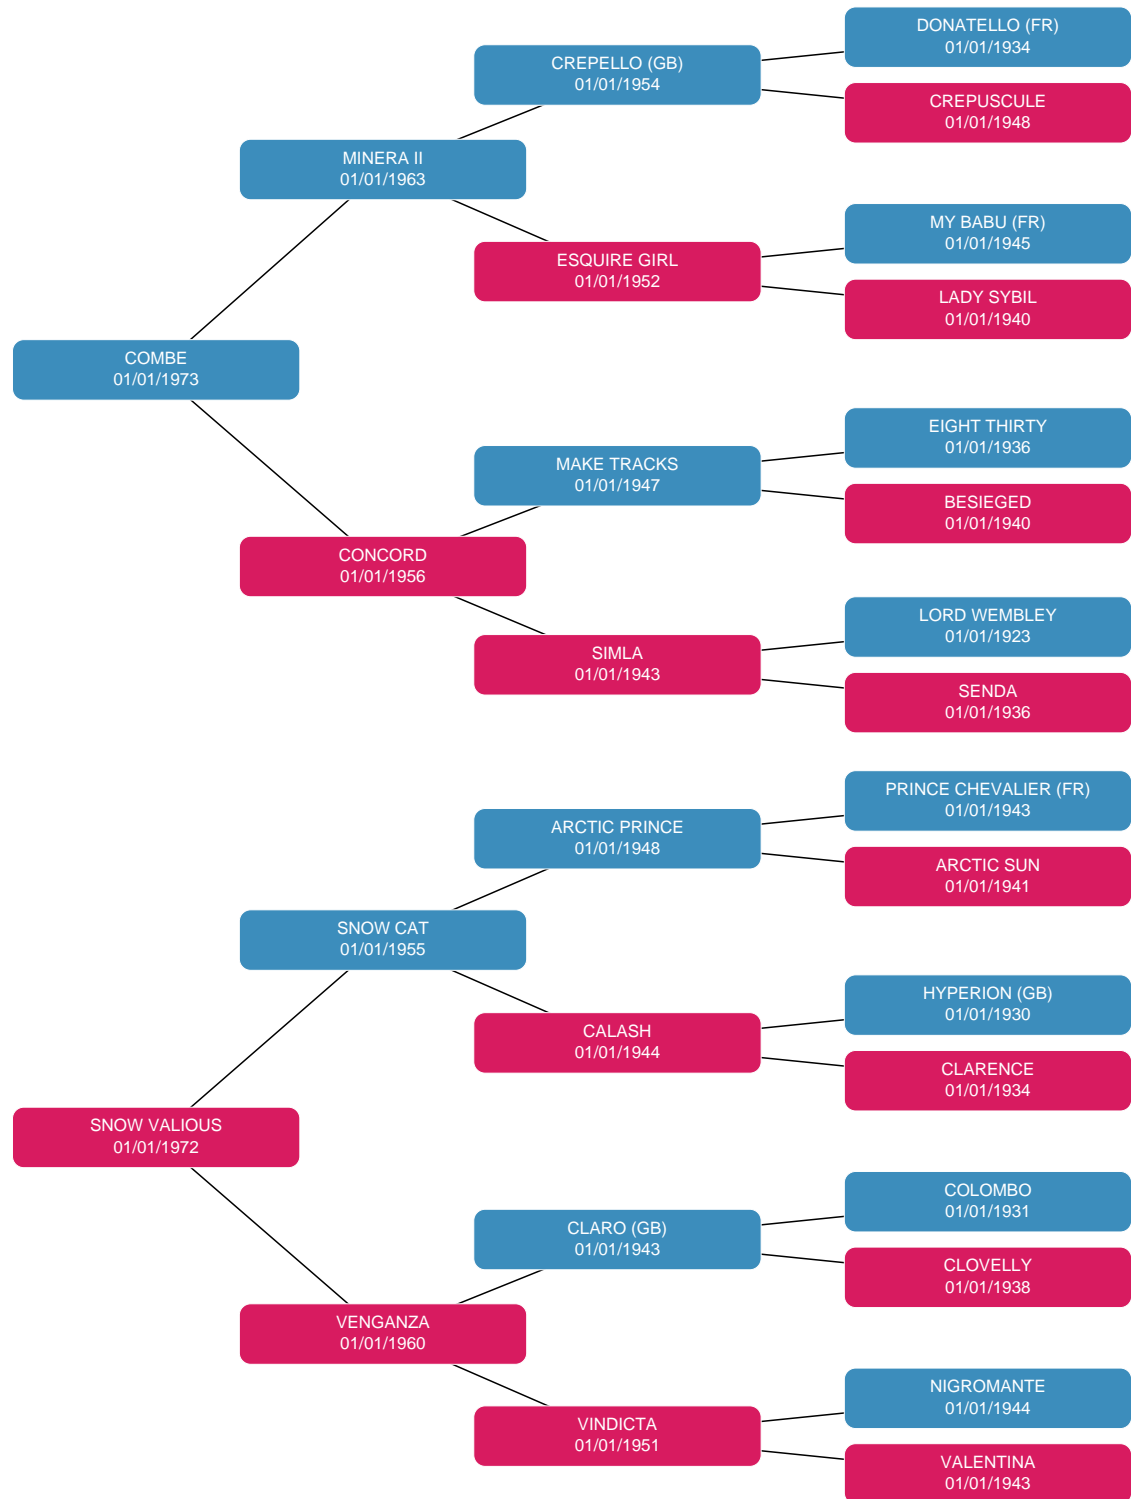 DONATELLO (FR)
01/01/1934
CREPELLO (GB)
01/01/1954
CREPUSCULE
01/01/1948
MINERA II
01/01/1963
MY BABU (FR)
01/01/1945
ESQUIRE GIRL
01/01/1952
LADY SYBIL
01/01/1940
COMBE
01/01/1973
EIGHT THIRTY
01/01/1936
MAKE TRACKS
01/01/1947
BESIEGED
01/01/1940
CONCORD
01/01/1956
LORD WEMBLEY
01/01/1923
SIMLA
01/01/1943
SENDA
01/01/1936
PRINCE CHEVALIER (FR)
01/01/1943
ARCTIC PRINCE
01/01/1948
ARCTIC SUN
01/01/1941
SNOW CAT
01/01/1955
HYPERION (GB)
01/01/1930
CALASH
01/01/1944
CLARENCE
01/01/1934
SNOW VALIOUS
01/01/1972
COLOMBO
01/01/1931
CLARO (GB)
01/01/1943
CLOVELLY
01/01/1938
VENGANZA
01/01/1960
NIGROMANTE
01/01/1944
VINDICTA
01/01/1951
VALENTINA
01/01/1943